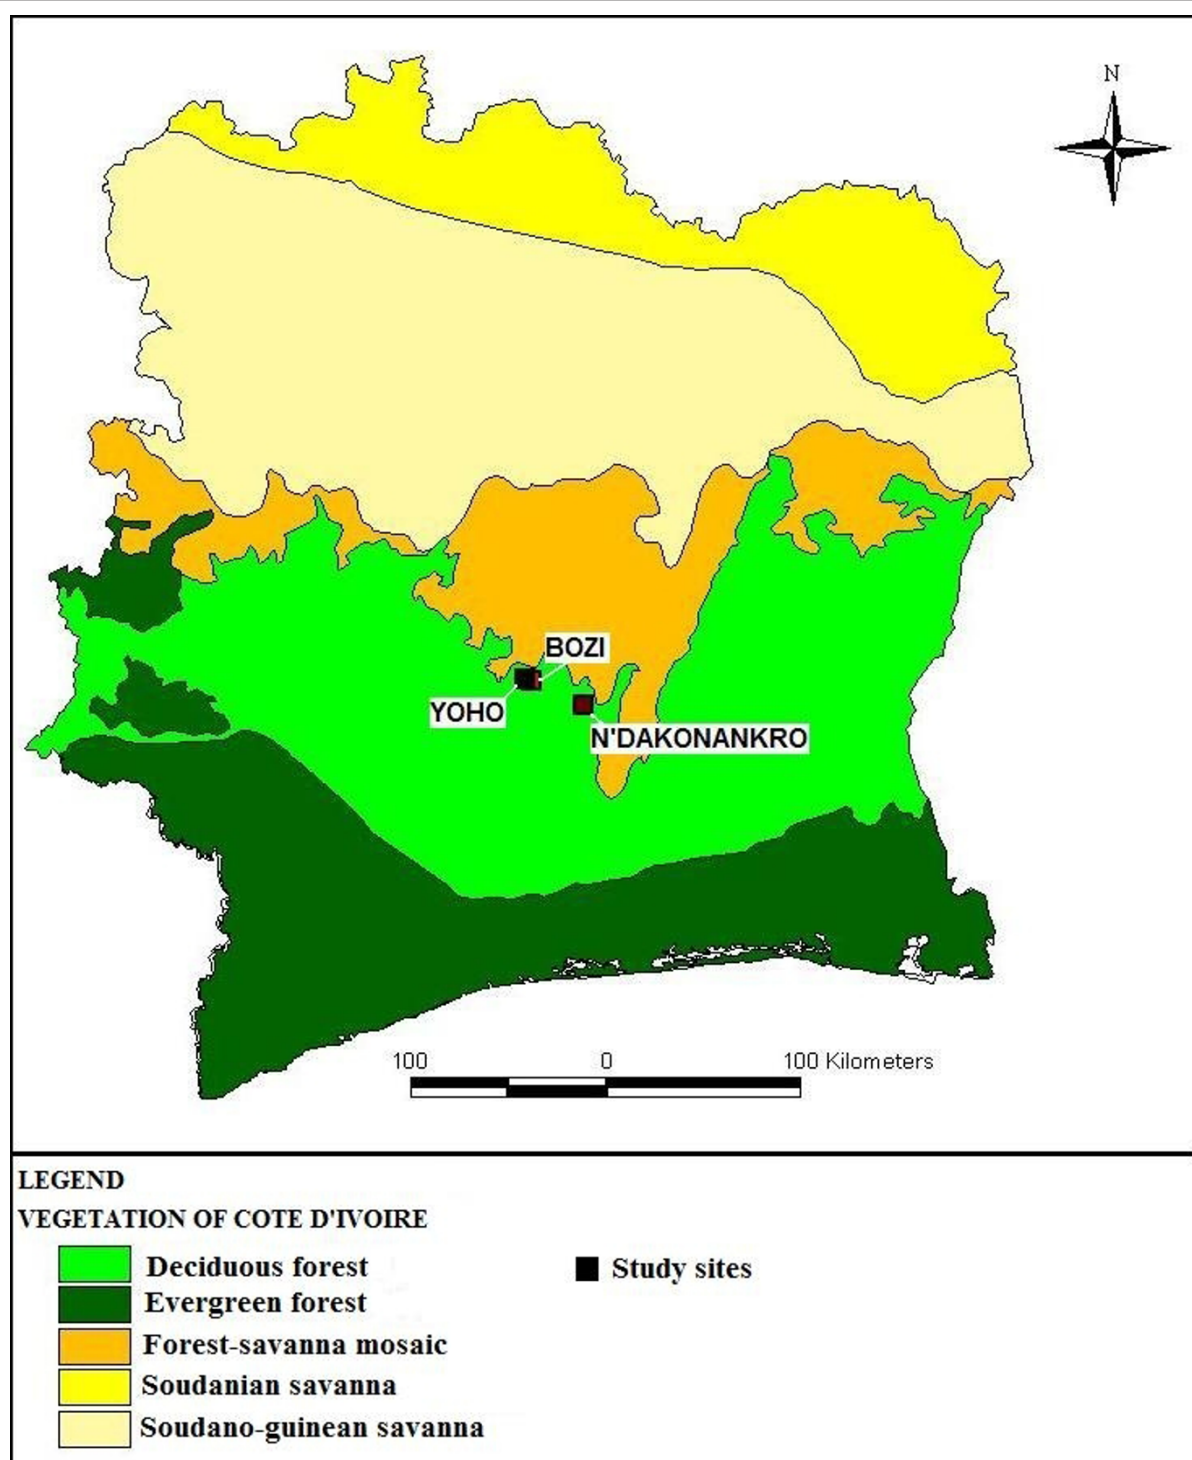 N
BOZI
YOHO
N'DAKONANKRO
100 0 100 Kilometers
LEGEND
VEGETATION OF COTE D'IVOIRE
Deciduous forest
Study sites
Evergreen forest
Forest-savanna mosaic
Soudanian savanna
Soudano-guinean savanna